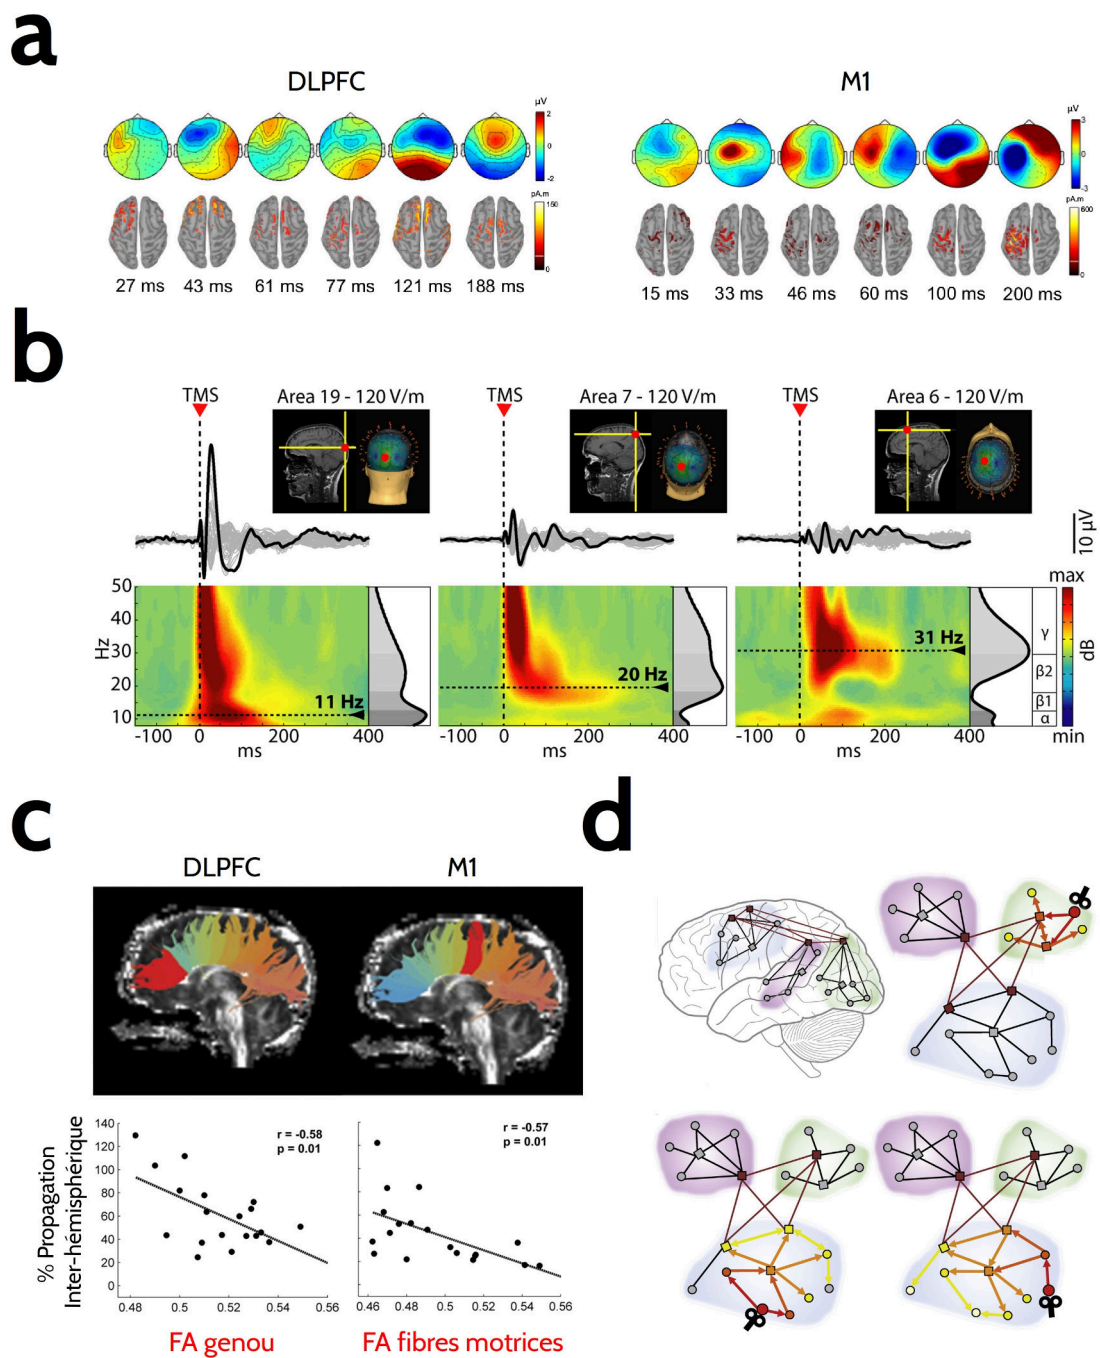 a
DLPFC
M1
µV
2
0
-2
pA.m
160
0
27 ms 43 ms 61 ms 77 ms 121 ms 188 ms
µV
3
0
-3
pA.m
600
0
15 ms 33 ms 46 ms 60 ms 100 ms 200 ms
b
TMS
Area 19 - 120 V/m
TMS
Area 7 - 120 V/m
TMS
Area 6 - 120 V/m
10 µV
50
40
30
20
10
Hz
11 Hz
20 Hz
31 Hz
max
γ
β2
β1
α
dB
min
-100 0 200 400
ms
-100 0 200 400
ms
-100 0 200 400
ms
c
DLPFC
M1
% Propagation
Inter-hémisphérique
140
120
100
80
60
40
20
0
r = -0.58
p = 0.01
0.48 0.5 0.52 0.54 0.56
FA genou
r = -0.57
p = 0.01
0.46 0.48 0.5 0.52 0.54 0.56
FA fibres motrices
d